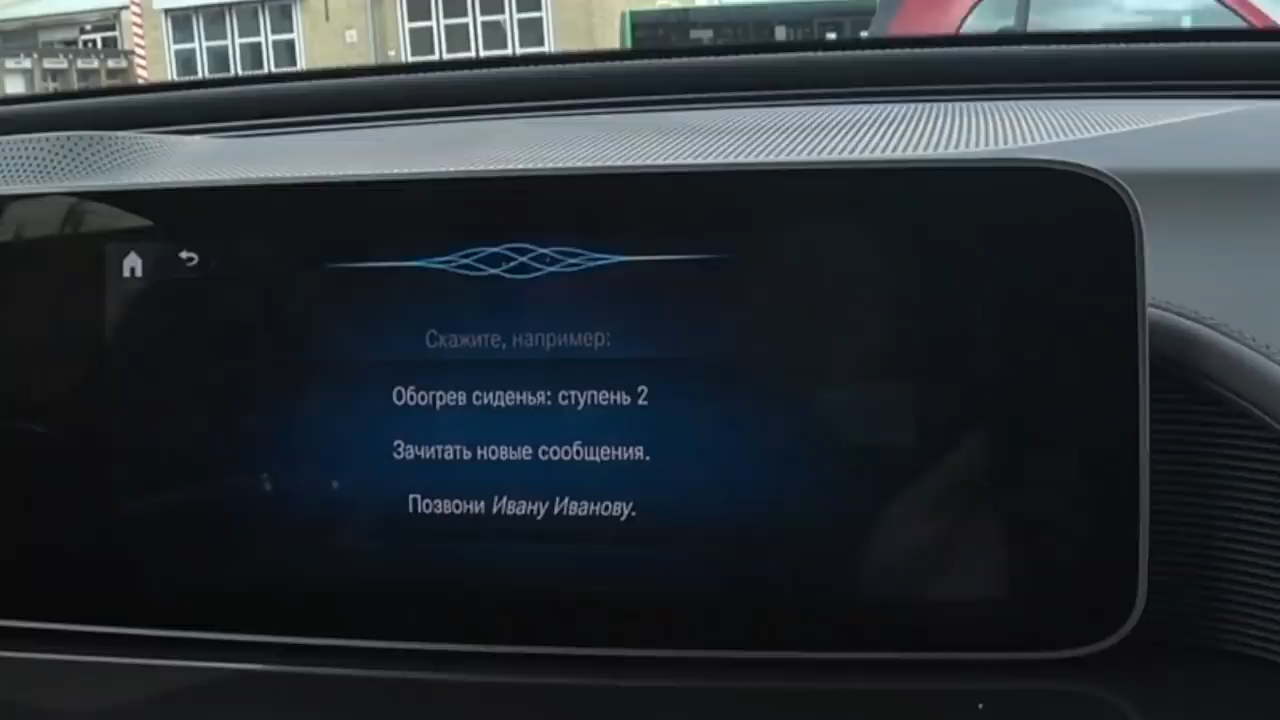 Скажите, например:
Обогрев сиденья: ступень 2
Зачитать новые сообщения.
Позвони Ивану Иванову.